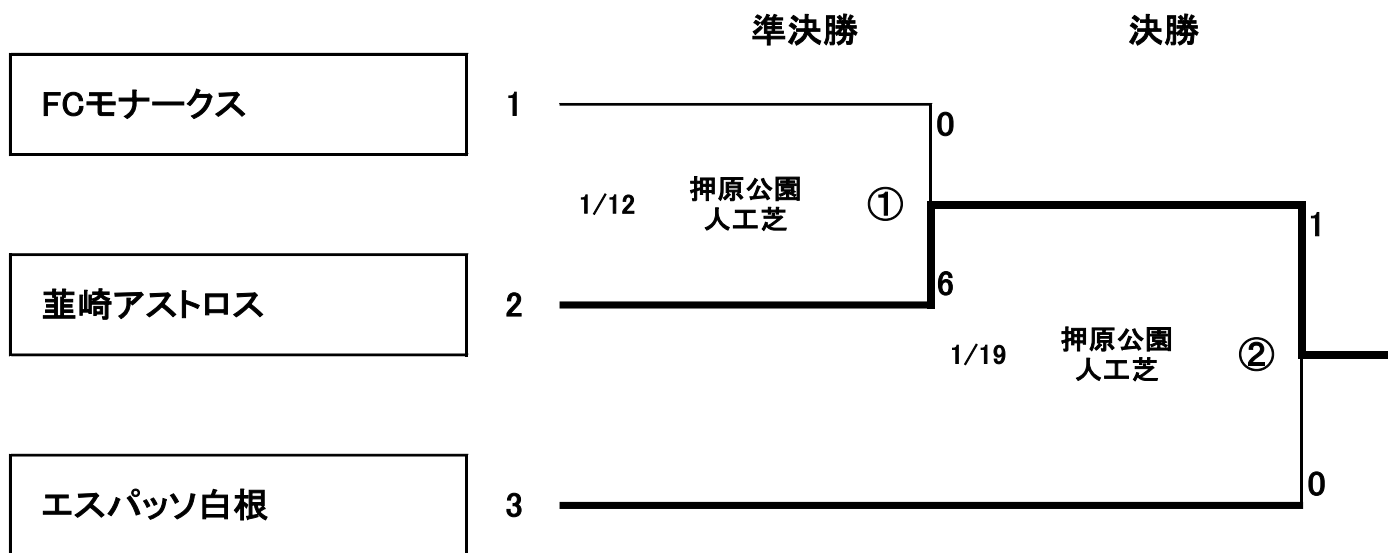 準決勝
決勝
FCモナークス
1
0
1/12
押原公園
人工芝
①
1
韮崎アストロス
2
6
1/19
押原公園
人工芝
②
エスパッソ白根
3
0